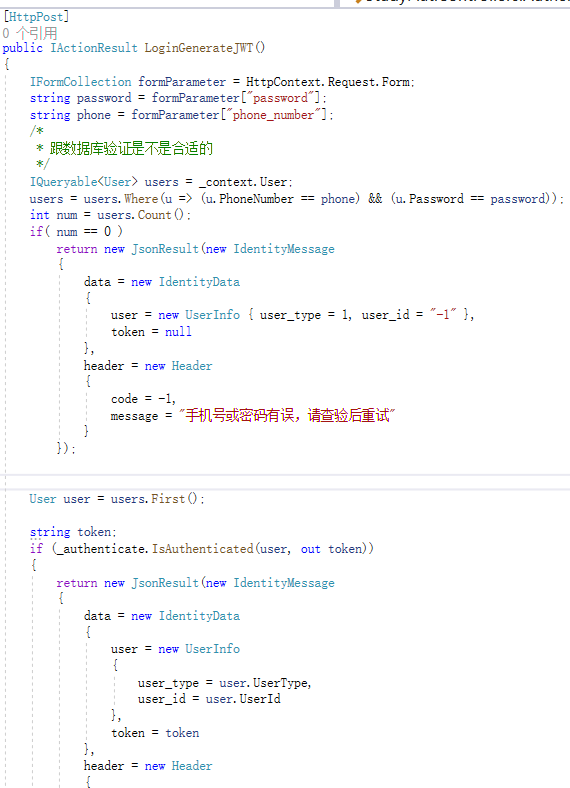 [HttpPost]
0 个引用
public IActionResult LoginGenerateJWT()
{
    IFormCollection formParameter = HttpContext.Request.Form;
    string password = formParameter["password"];
    string phone = formParameter["phone_number"];
    /*
     * 跟数据库验证是不是合适的
     */
    IQueryable<User> users = _context.User;
    users = users.Where(u => (u.PhoneNumber == phone) && (u.Password == password));
    int num = users.Count();
    if( num == 0 )
        return new JsonResult(new IdentityMessage
        {
            data = new IdentityData
            {
                user = new UserInfo { user_type = 1, user_id = "-1" },
                token = null
            },
            header = new Header
            {
                code = -1,
                message = "手机号或密码有误，请查验后重试"
            }
        });
    User user = users.First();
    string token;
    if (_authenticate.IsAuthenticated(user, out token))
    {
        return new JsonResult(new IdentityMessage
        {
            data = new IdentityData
            {
                user = new UserInfo
                {
                    user_type = user.UserType,
                    user_id = user.UserId
                },
                token = token
            },
            header = new Header
            {